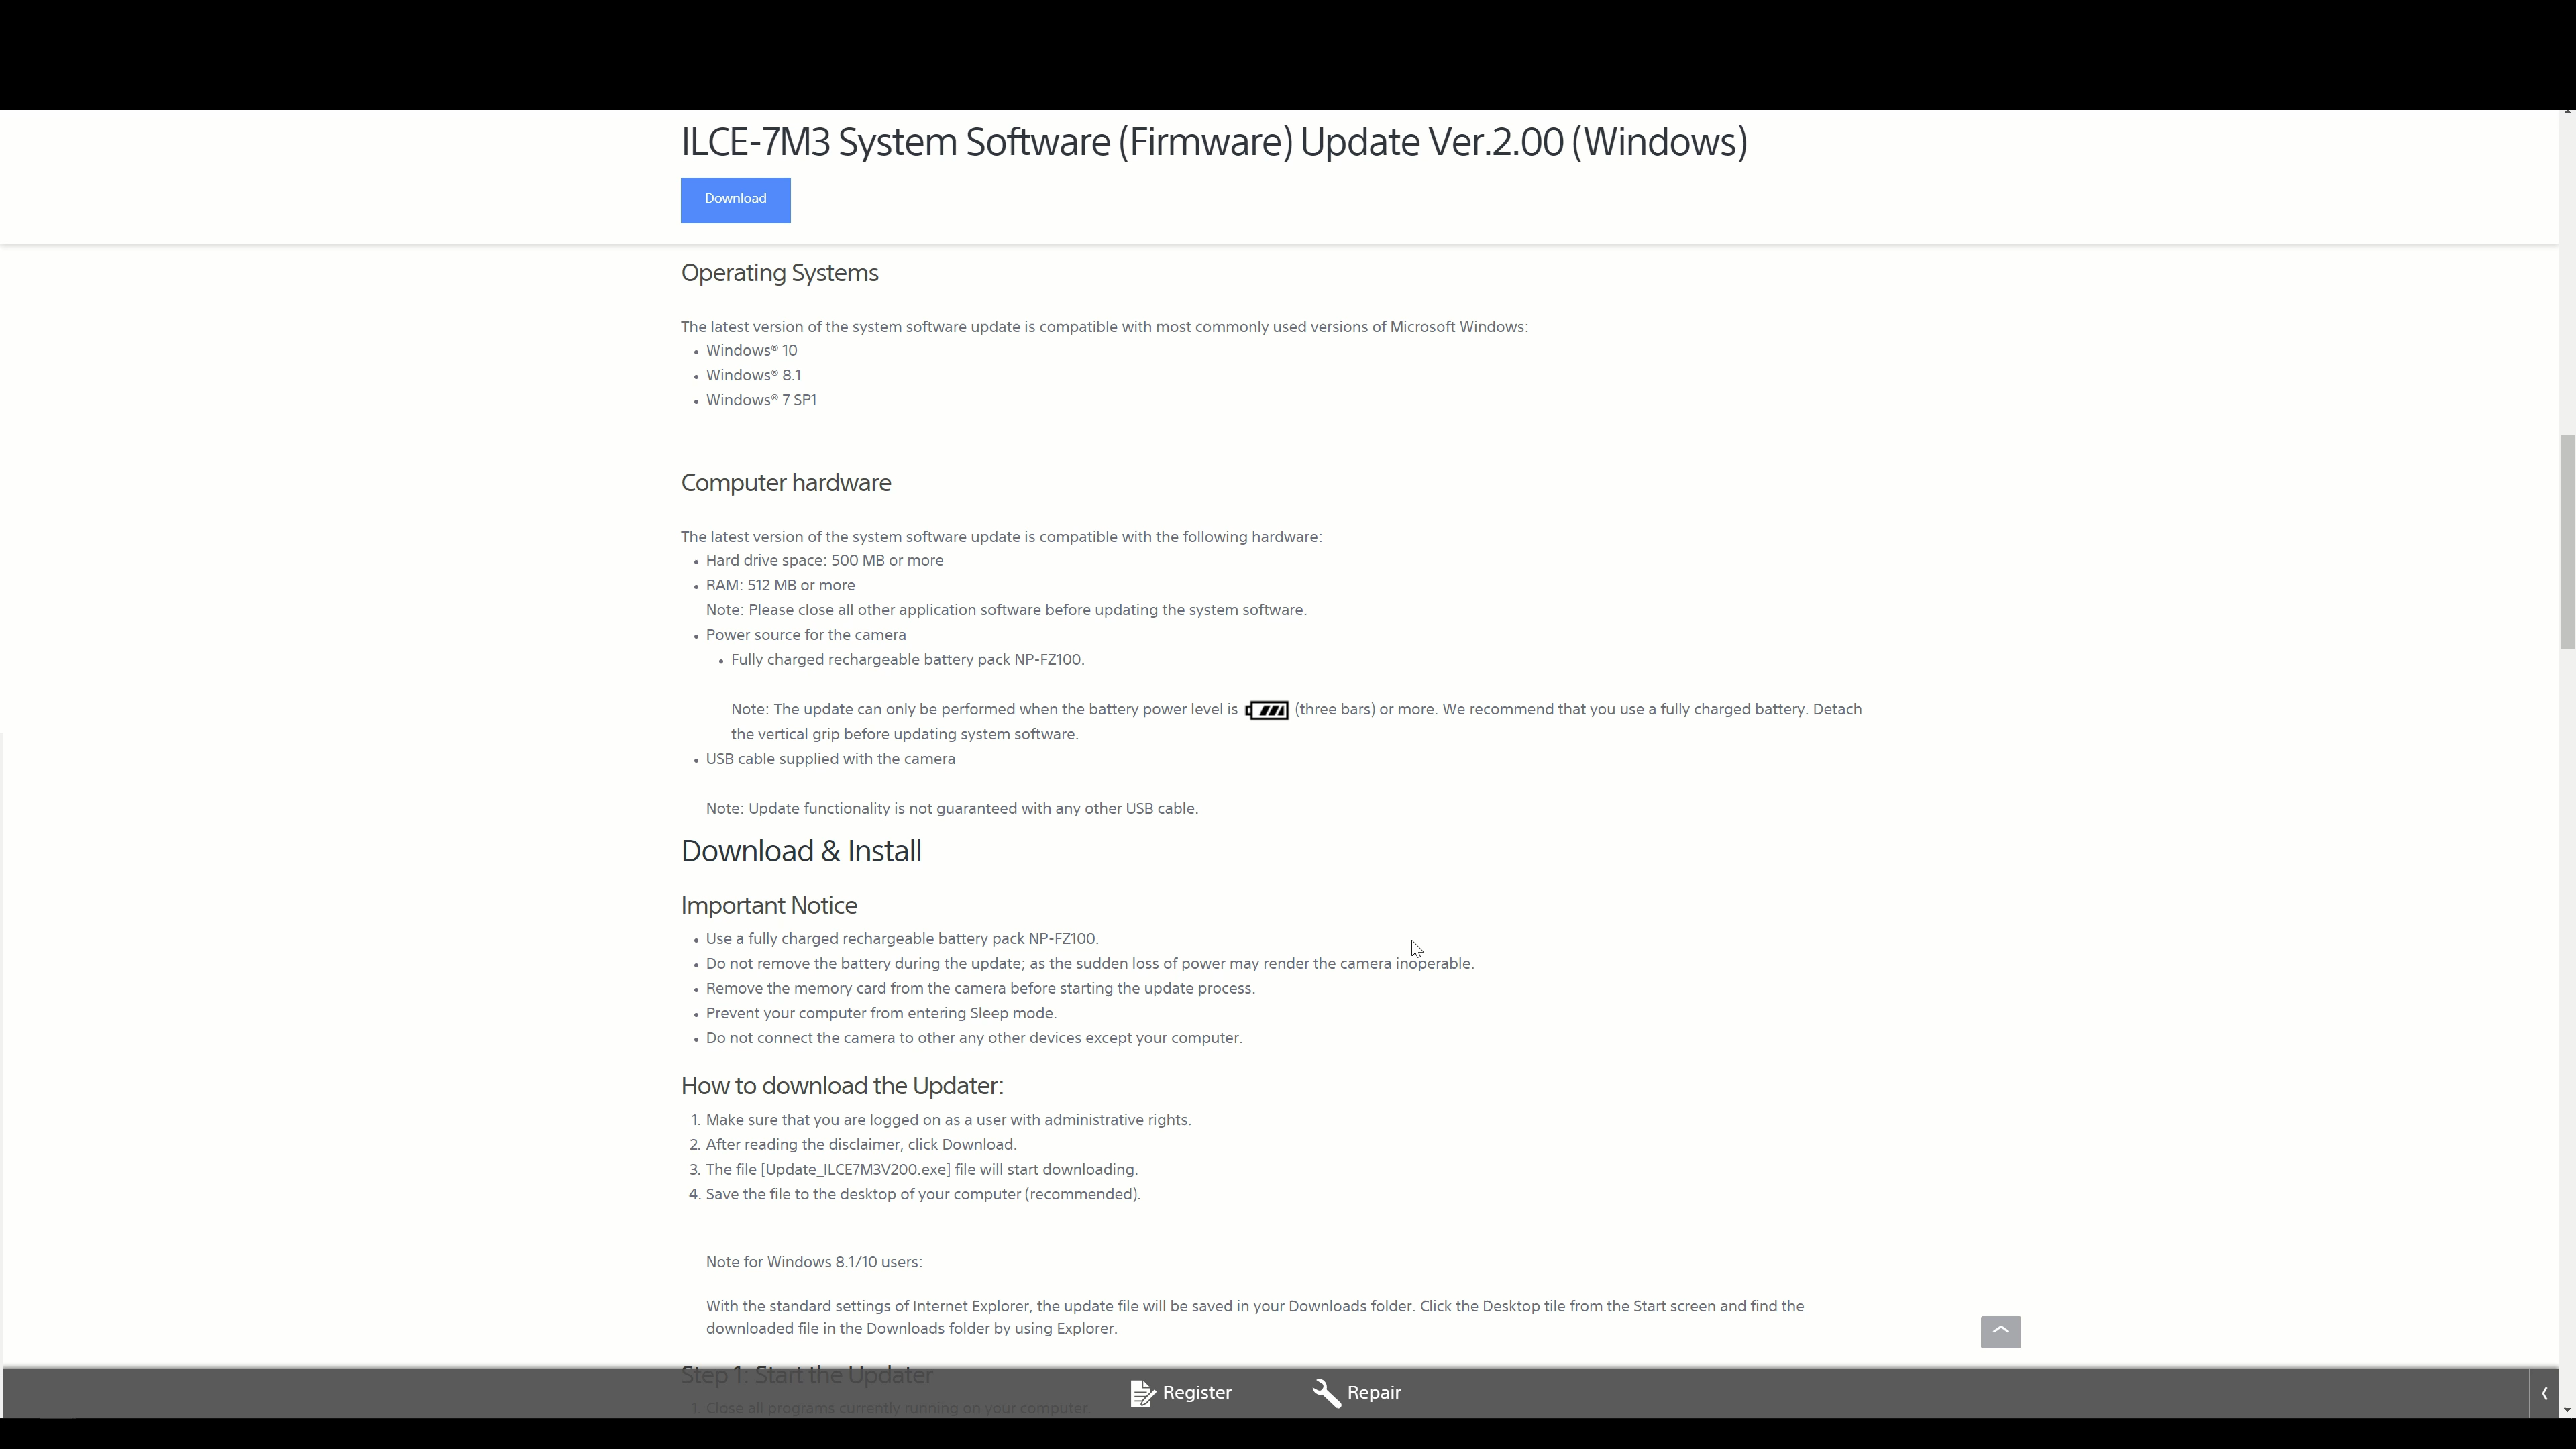 ILCE-7M3 System Software (Firmware) Update Ver.2.00 (Windows)
Download
Operating Systems
The latest version of the system software update is compatible with most commonly used versions of Microsoft Windows:
• Windows® 10
• Windows® 8.1
• Windows® 7 SP1
Computer hardware
The latest version of the system software update is compatible with the following hardware:
• Hard drive space: 500 MB or more
• RAM: 512 MB or more
Note: Please close all other application software before updating the system software.
• Power source for the camera
• Fully charged rechargeable battery pack NP-FZ100.
Note: The update can only be performed when the battery power level is (three bars) or more. We recommend that you use a fully charged battery. Detach
the vertical grip before updating system software.
• USB cable supplied with the camera
Note: Update functionality is not guaranteed with any other USB cable.
Download & Install
Important Notice
• Use a fully charged rechargeable battery pack NP-FZ100.
• Do not remove the battery during the update; as the sudden loss of power may render the camera inoperable.
• Remove the memory card from the camera before starting the update process.
• Prevent your computer from entering Sleep mode.
• Do not connect the camera to other any other devices except your computer.
How to download the Updater:
1. Make sure that you are logged on as a user with administrative rights.
2. After reading the disclaimer, click Download.
3. The file [Update_ILCE7M3V200.exe] file will start downloading.
4. Save the file to the desktop of your computer (recommended).
Note for Windows 8.1/10 users:
With the standard settings of Internet Explorer, the update file will be saved in your Downloads folder. Click the Desktop tile from the Start screen and find the
downloaded file in the Downloads folder by using Explorer.
Step 1: Start the Updater
1. Close all programs currently running on your computer.
Register
Repair